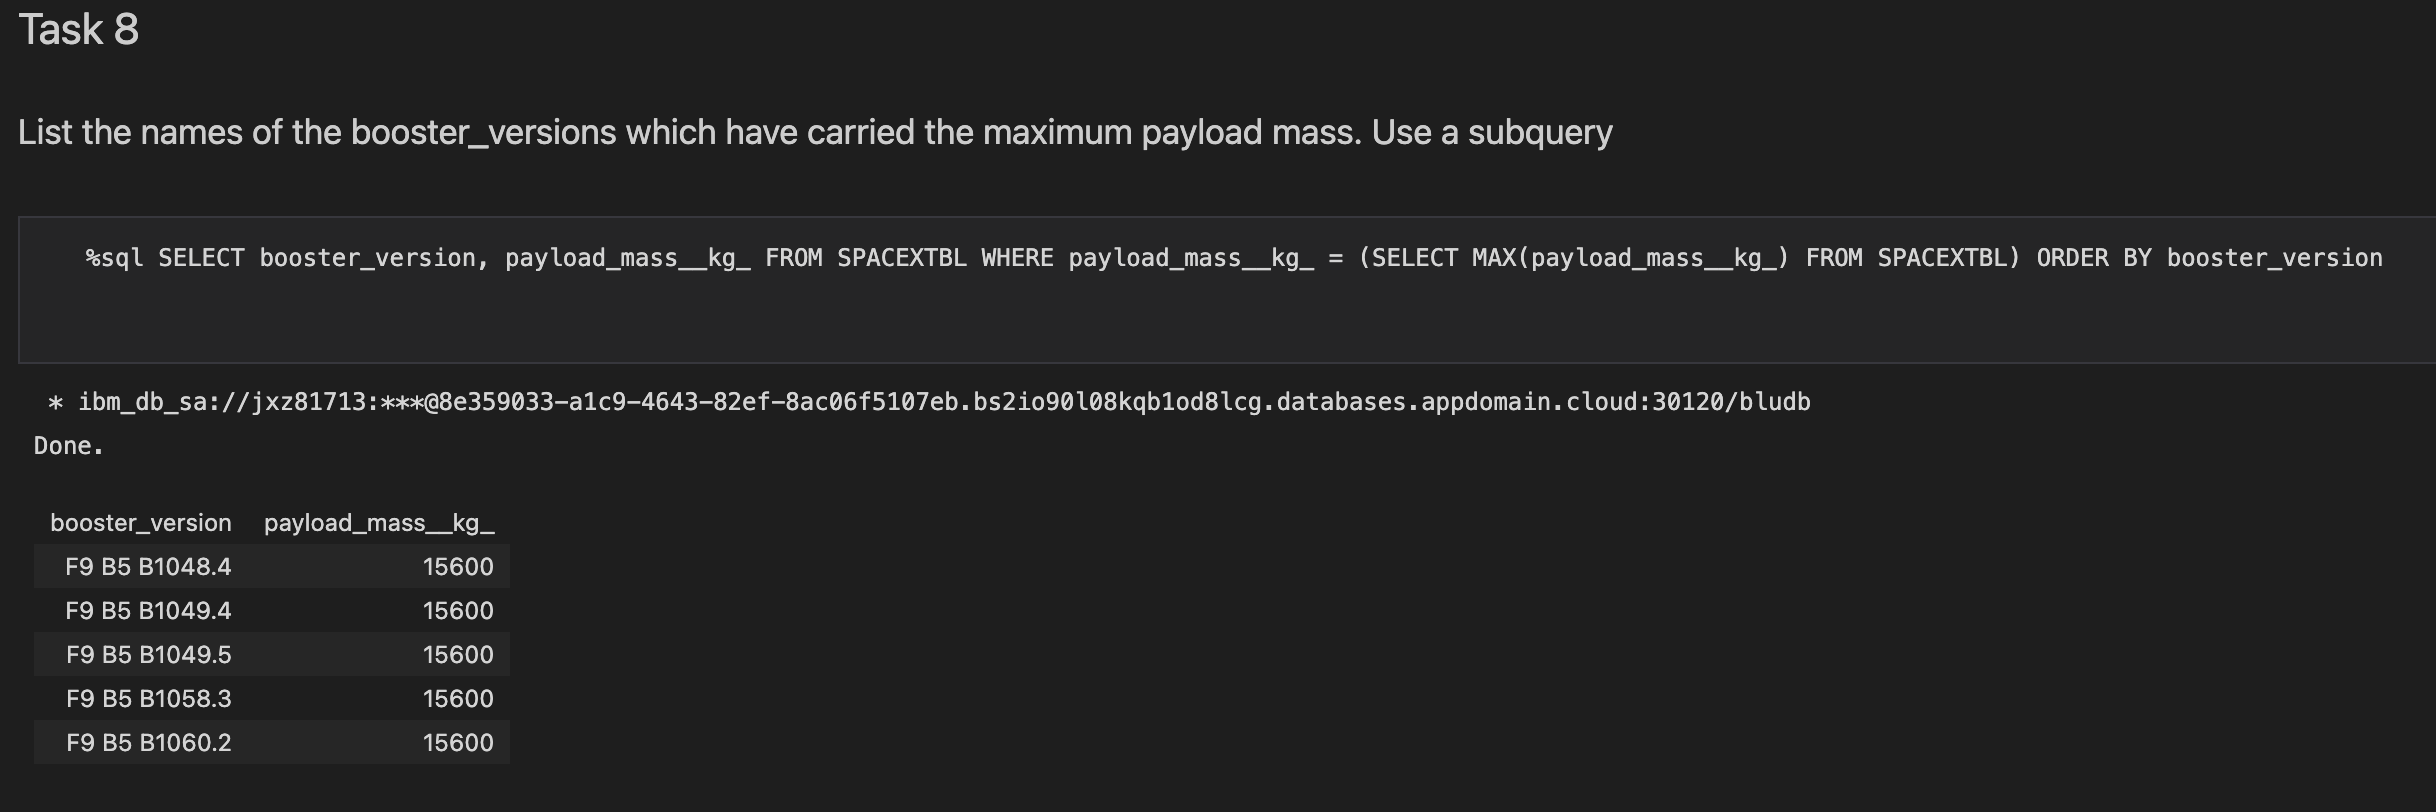 Task 8
List the names of the booster_versions which have carried the maximum payload mass. Use a subquery
%sql SELECT booster_version, payload_mass__kg_ FROM SPACEXTBL WHERE payload_mass__kg_ = (SELECT MAX(payload_mass__kg_) FROM SPACEXTBL) ORDER BY booster_version
* ibm_db_sa://jxz81713:***@8e359033-a1c9-4643-82ef-8ac06f5107eb.bs2io90l08kqb1od8lcg.databases.appdomain.cloud:30120/bludb
Done.
booster_version payload_mass__kg_
F9 B5 B1048.4 15600
F9 B5 B1049.4 15600
F9 B5 B1049.5 15600
F9 B5 B1058.3 15600
F9 B5 B1060.2 15600